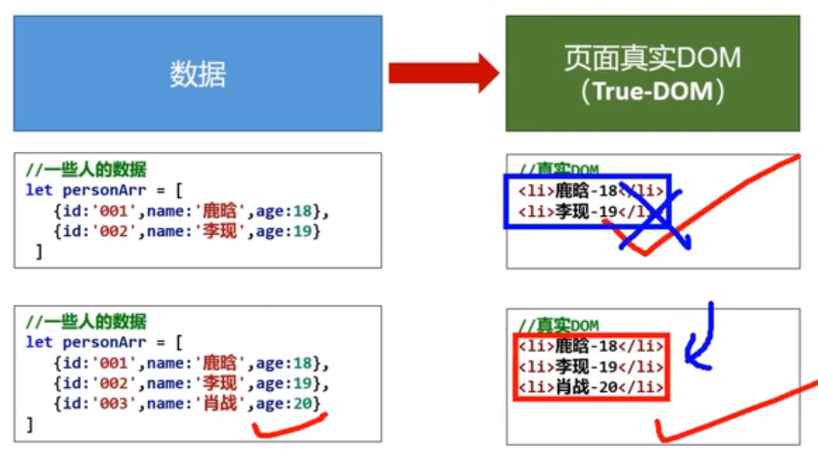 数据
页面真实DOM
（True-DOM）
//一些人的数据
let personArr = [
{id:'001',name:'鹿晗',age:18},
{id:'002',name:'李现',age:19}
]
//真实DOM
<li>鹿晗-18</li>
<li>李现-19</li>
//一些人的数据
let personArr = [
{id:'001',name:'鹿晗',age:18},
{id:'002',name:'李现',age:19},
{id:'003',name:'肖战',age:20}
]
//真实DOM
<li>鹿晗-18</li>
<li>李现-19</li>
<li>肖战-20</li>